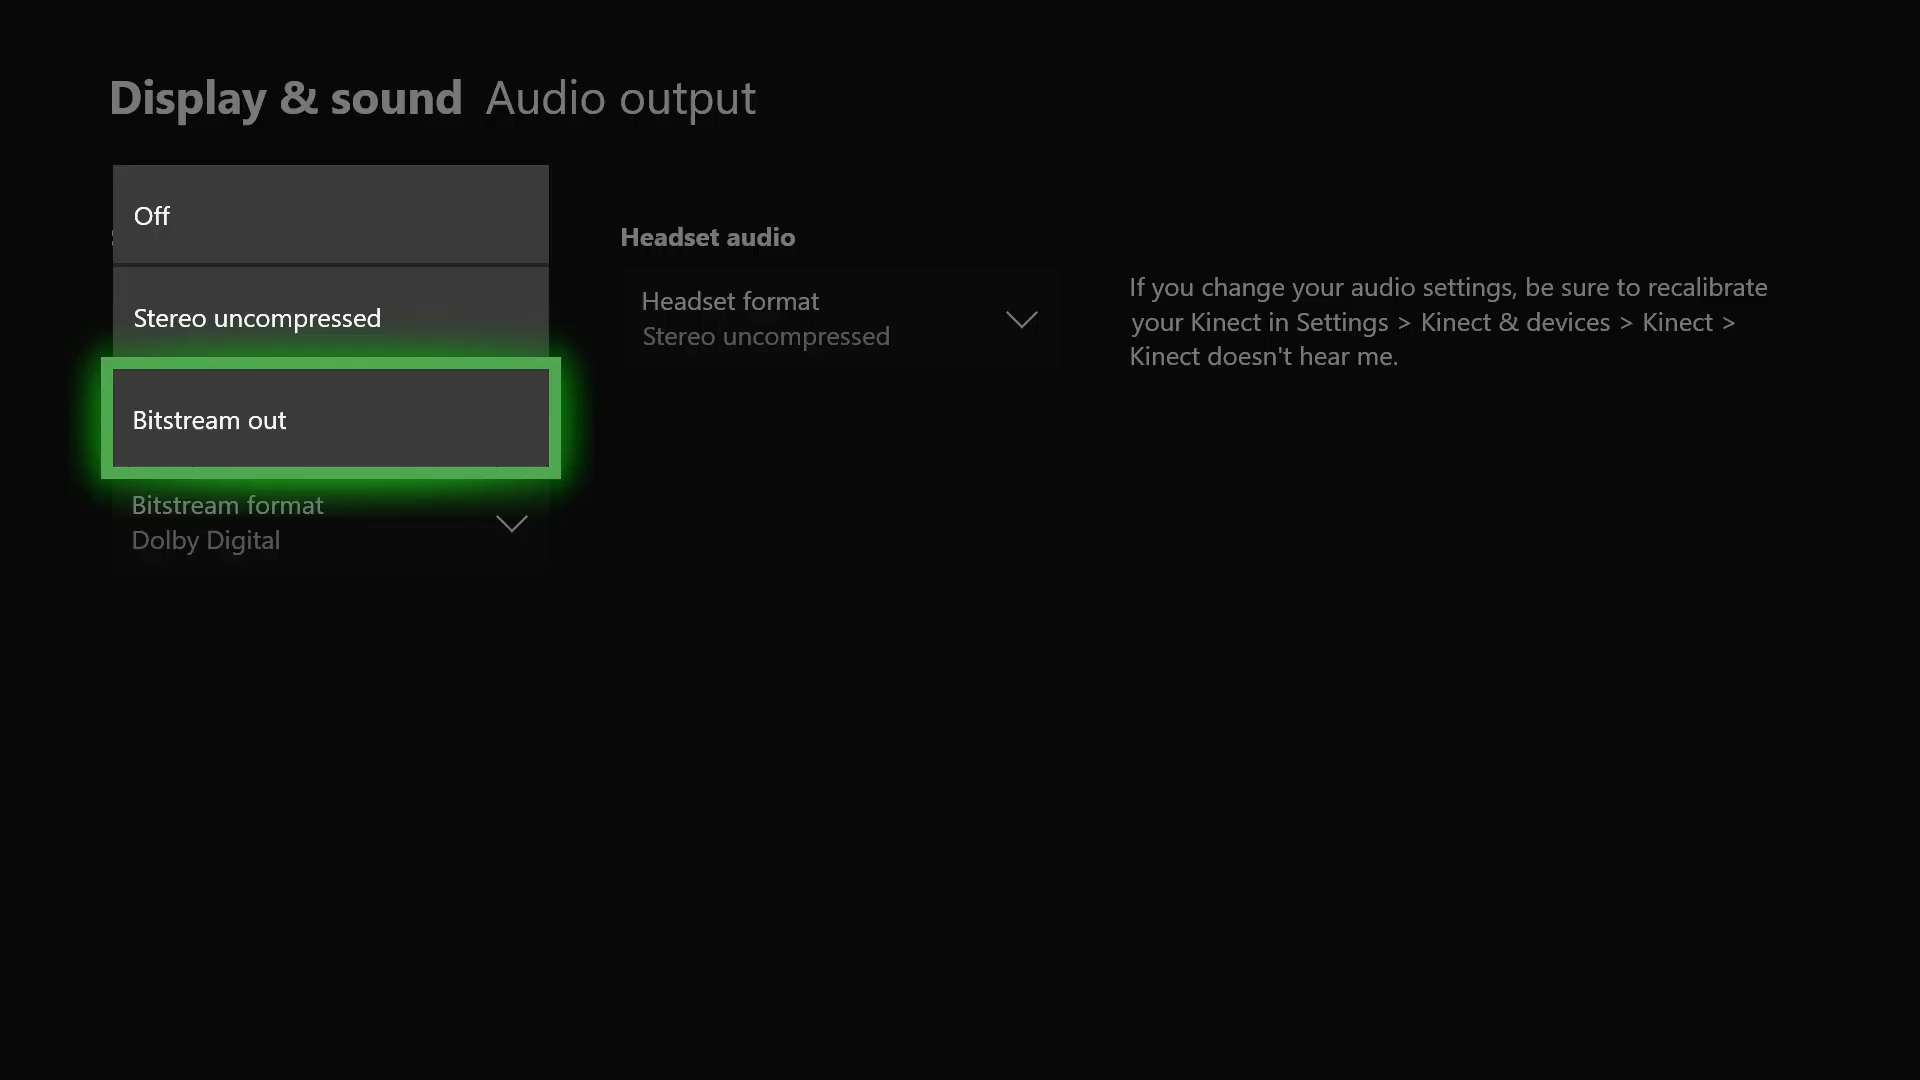 Display & sound Audio output
Off
Stereo uncompressed
Bitstream out
Bitstream format
Dolby Digital
Headset audio
Headset format
Stereo uncompressed
If you change your audio settings, be sure to recalibrate
your Kinect in Settings > Kinect & devices > Kinect >
Kinect doesn't hear me.